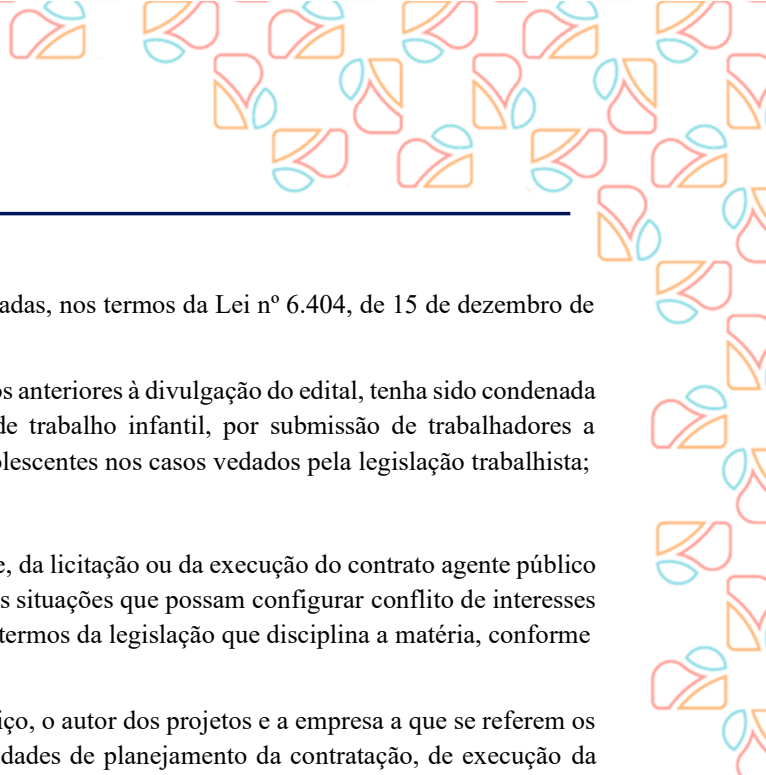 adas, nos termos da Lei nº 6.404, de 15 de dezembro de
os anteriores à divulgação do edital, tenha sido condenada
de trabalho infantil, por submissão de trabalhadores a
olescentes nos casos vedados pela legislação trabalhista;
e, da licitação ou da execução do contrato agente público
s situações que possam configurar conflito de interesses
termos da legislação que disciplina a matéria, conforme
iço, o autor dos projetos e a empresa a que se referem os
idades de planejamento da contratação, de execução da